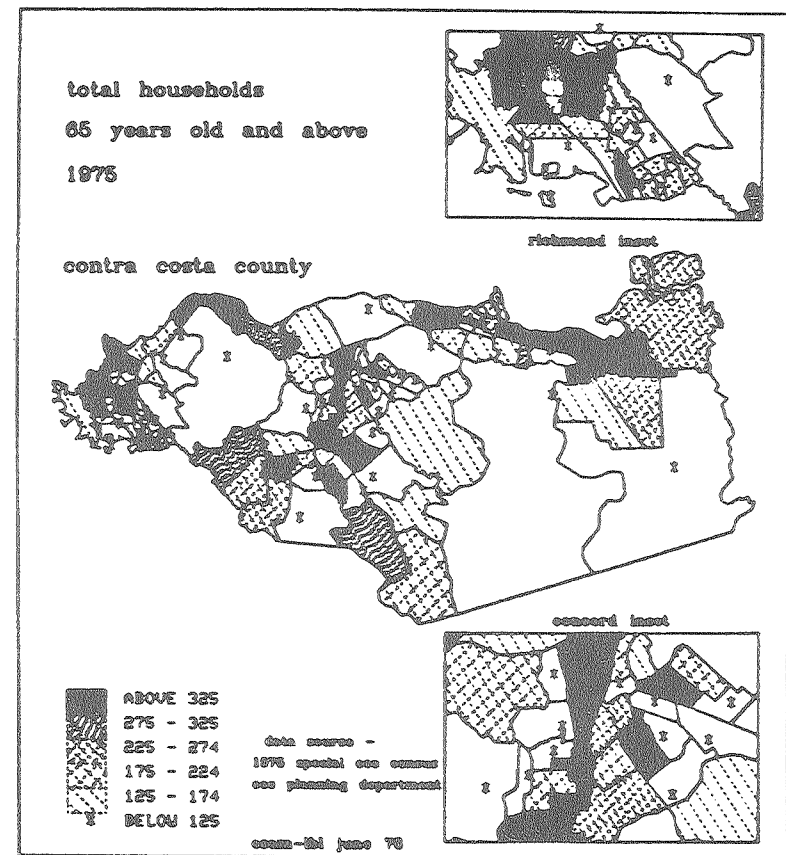 total households
65 years old and above
1975
richmond inset
contra costa county
concord inset
ABOVE 325
275 - 325
225 - 274
175 - 224
125 - 174
BELOW 125
data source -
1975 special census
planning department
june 76